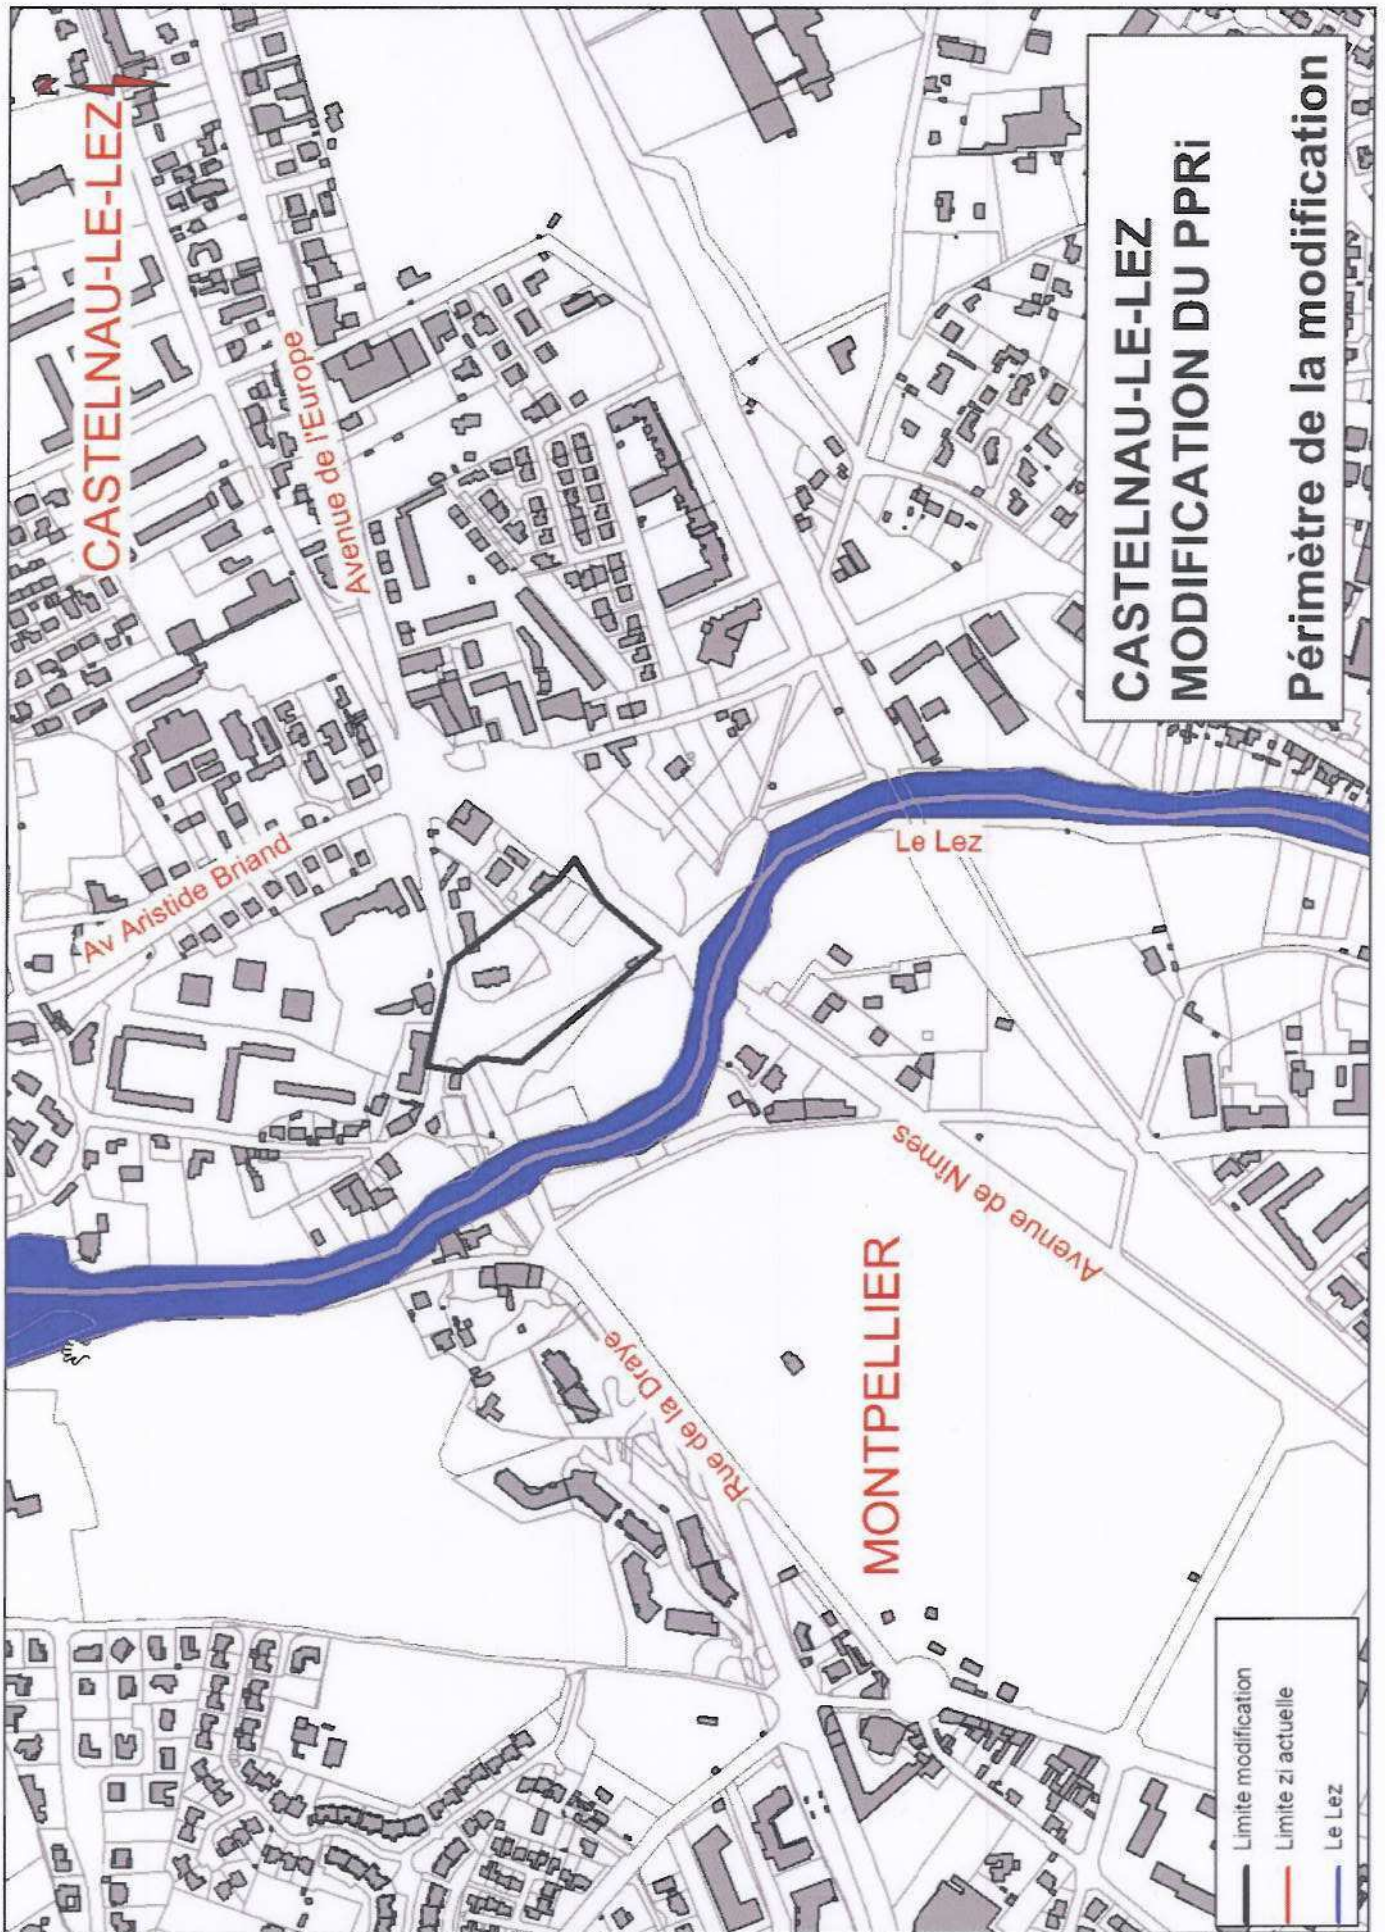 CASTELNAU-LE-LEZ
N
Avenue de l'Europe
Av Aristide Briand
Le Lez
Rue de la Draye
Avenue de Nîmes
MONTPELLIER
Limite modification
Limite zi actuelle
Le Lez
CASTELNAU-LE-LEZ
MODIFICATION DU PPRi
Périmètre de la modification